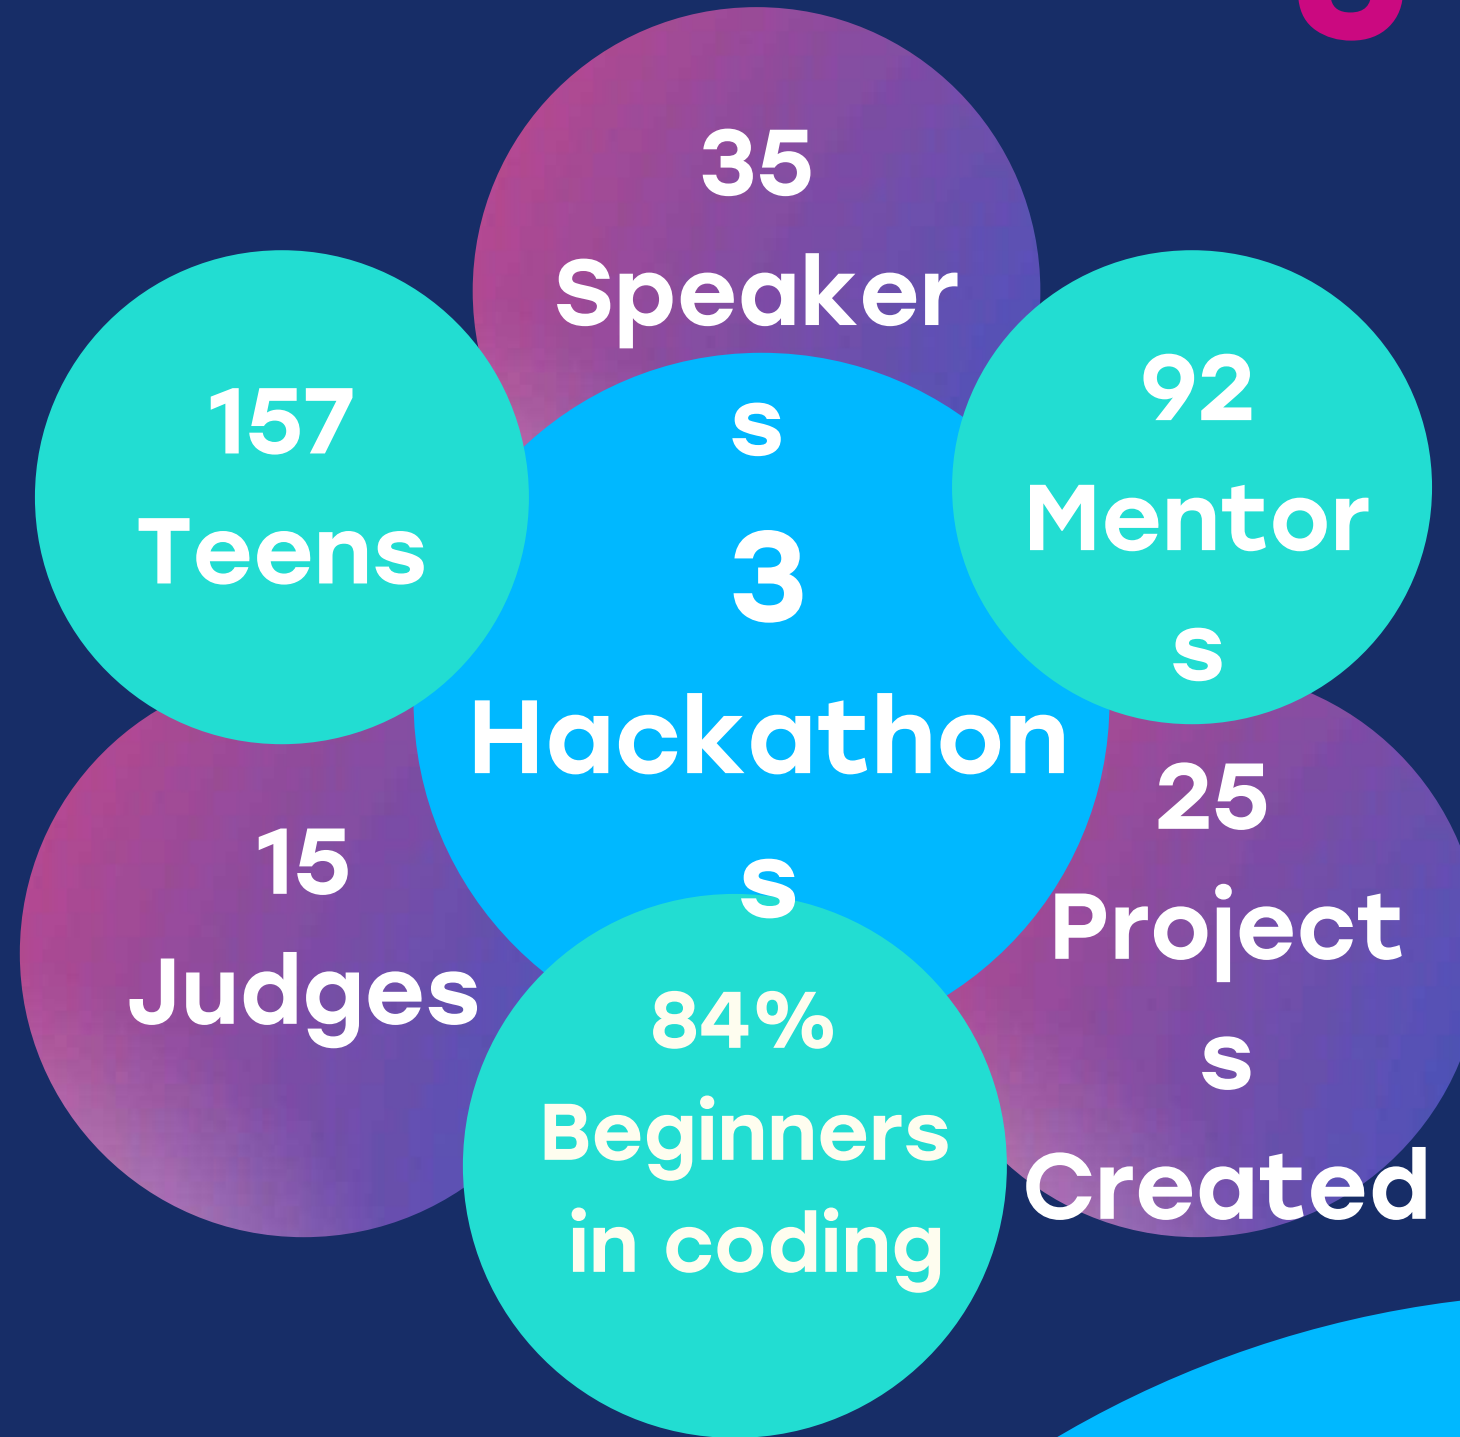 35
Speaker
s
157
Teens
92
Mentor
s
3
Hackathon
s
15
Judges
25
Project
s
Created
84%
Beginners
in coding